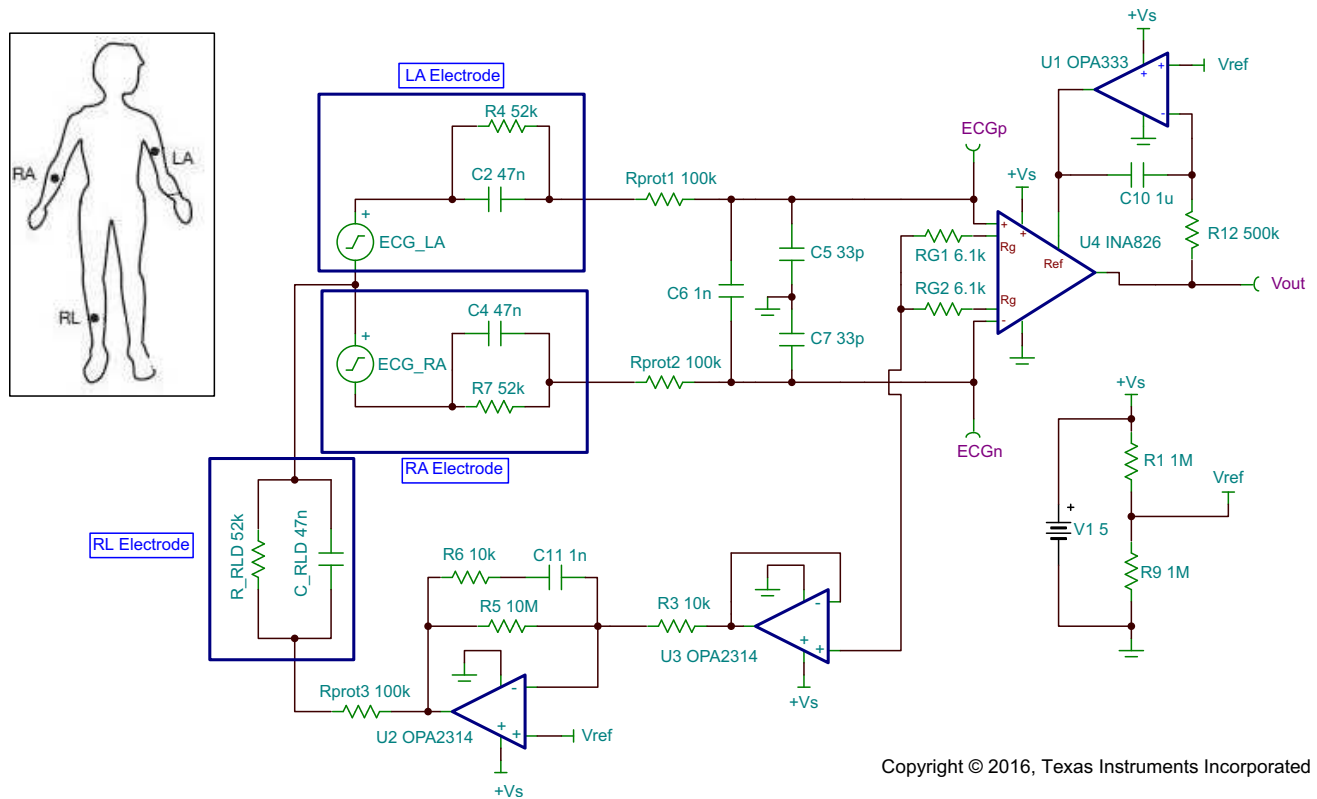 LA Electrode
R4 52k
C2 47n
+
ECG_LA
RA
LA
RL
C4 47n
+
ECG_RA
R7 52k
RA Electrode
Rprot1 100k
Rprot2 100k
C6 1n
C5 33p
C7 33p
ECGp
ECGn
+Vs
U1 OPA333
+
+
-
Vref
C10 1u
R12 500k
+Vs
+
+
Rg
RG1 6.1k
RG2 6.1k
Rg
-
Ref
U4 INA826
Vout
+Vs
R1 1M
Vref
+
V1 5
R9 1M
RL Electrode
R_RLD 52k
C_RLD 47n
R6 10k
C11 1n
R5 10M
R3 10k
-
+
+
U3 OPA2314
+Vs
Rprot3 100k
-
+
+
U2 OPA2314
Vref
+Vs
Copyright © 2016, Texas Instruments Incorporated